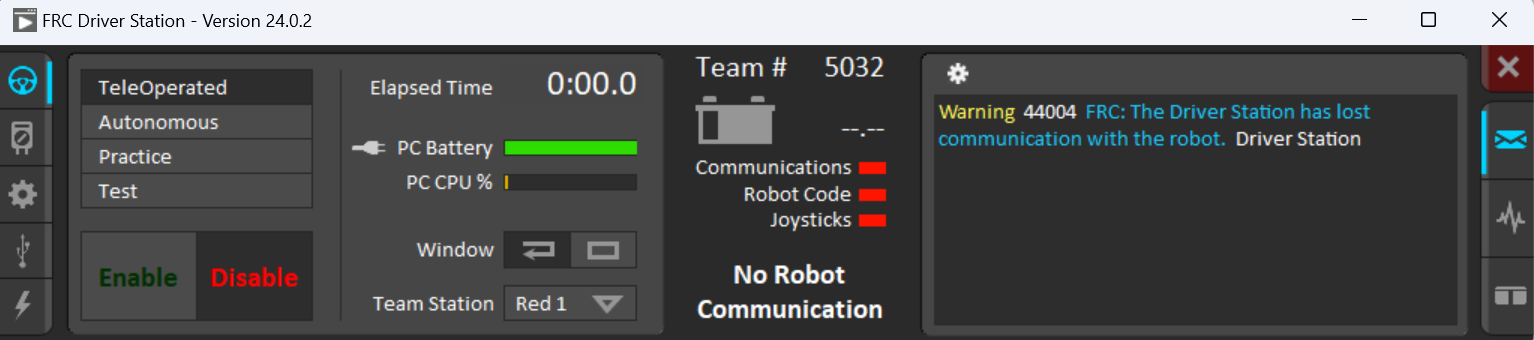 FRC Driver Station - Version 24.0.2
TeleOperated
Autonomous
Practice
Test
Enable Disable
Elapsed Time 0:00.0
PC Battery
PC CPU %
Window
Team Station Red 1
Team # 5032
--.--
Communications
Robot Code
Joysticks
No Robot
Communication
Warning 44004 FRC: The Driver Station has lost
communication with the robot. Driver Station